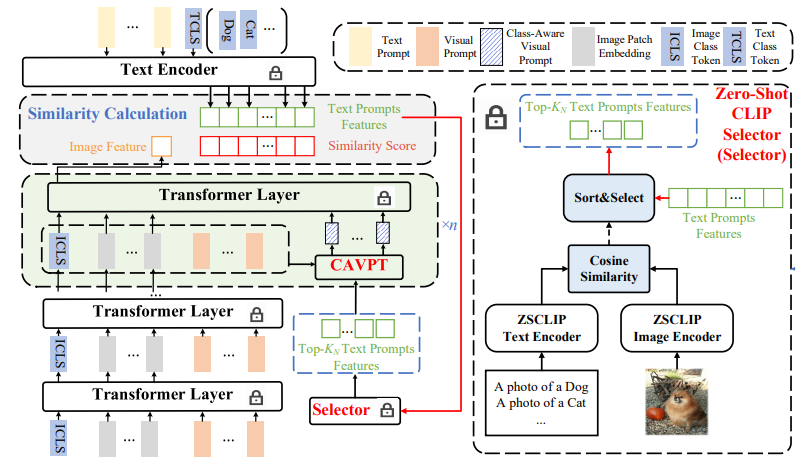 TCLS
Dog
Cat
...
...
Text Encoder
Similarity Calculation
Text Prompts
Features
...
Image Feature
Similarity Score
...
Transformer Layer
×n
ICLS
...
...
...
CAVPT
...
Transformer Layer
ICLS
...
...
...
Top-K_N Text Prompts
Features
Transformer Layer
ICLS
...
...
Selector
Text
Prompt
Visual
Prompt
Class-Aware
Visual
Prompt
Image Patch
Embedding
ICLS
Image
Class
Token
TCLS
Text
Class
Token
Zero-Shot
CLIP
Selector
(Selector)
Top-K_N Text Prompts Features
...
Sort&Select
...
Text Prompts
Features
Cosine
Similarity
ZSCLIP
Text Encoder
ZSCLIP
Image Encoder
A photo of a Dog
A photo of a Cat
...